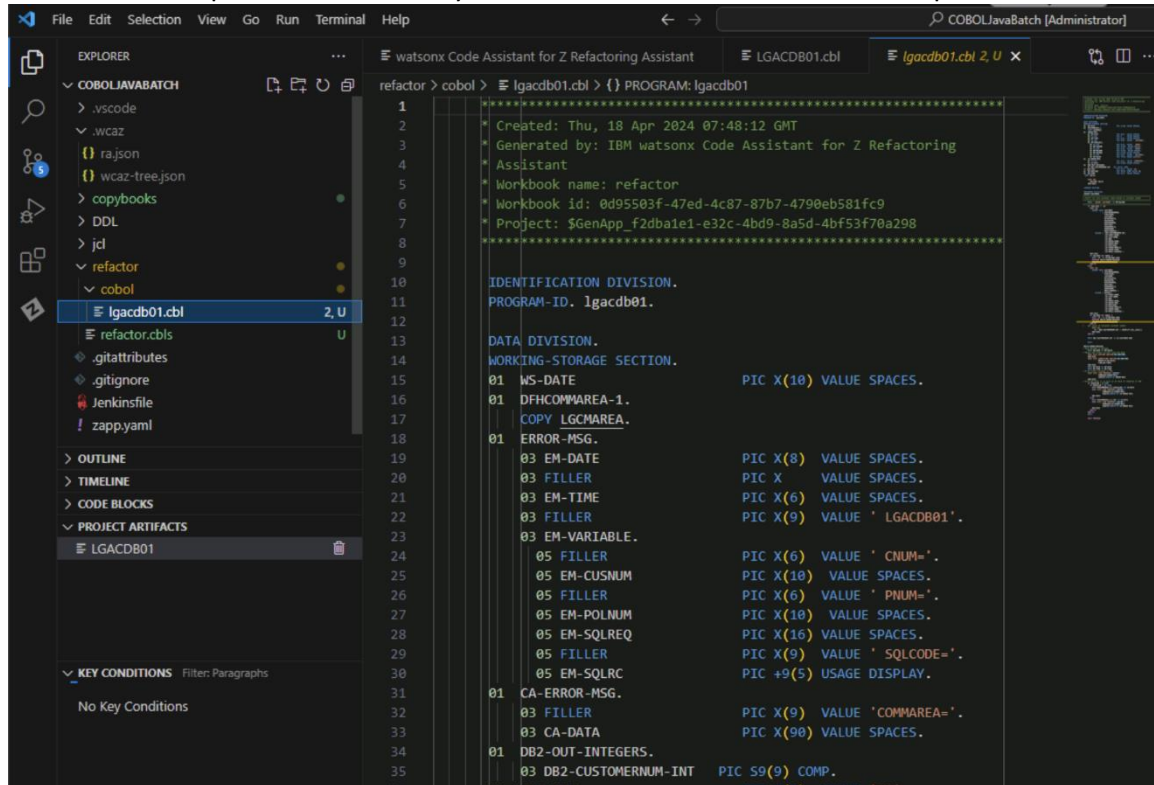 File Edit Selection View Go Run Terminal Help
COBOLJavaBatch [Administrator]
EXPLORER
COBOLJAVABATCH
.vscode
.wcaz
{} ra.json
{} wcaz-tree.json
copybooks
DDL
jcl
refactor
cobol
lgacdb01.cbl 2, U
refactor.cbls U
.gitattributes
.gitignore
Jenkinsfile
! zapp.yaml
OUTLINE
TIMELINE
CODE BLOCKS
PROJECT ARTIFACTS
LGACDB01
KEY CONDITIONS Filter: Paragraphs
No Key Conditions
5
watsonx Code Assistant for Z Refactoring Assistant LGACDB01.cbl lgacdb01.cbl 2, U
refactor > cobol > lgacdb01.cbl > {} PROGRAM: lgacdb01
1 ******************************************************************
2 * Created: Thu, 18 Apr 2024 07:48:12 GMT
3 * Generated by: IBM watsonx Code Assistant for Z Refactoring
4 * Assistant
5 * Workbook name: refactor
6 * Workbook id: 0d95503f-47ed-4c87-87b7-4790eb581fc9
7 * Project: $GenApp_f2dba1e1-e32c-4bd9-8a5d-4bf53f70a298
8 ******************************************************************
9
10 IDENTIFICATION DIVISION.
11 PROGRAM-ID. lgacdb01.
12
13 DATA DIVISION.
14 WORKING-STORAGE SECTION.
15 01 WS-DATE PIC X(10) VALUE SPACES.
16 01 DFHCOMMAREA-1.
17 COPY LGCMAREA.
18 01 ERROR-MSG.
19 03 EM-DATE PIC X(8) VALUE SPACES.
20 03 FILLER PIC X VALUE SPACES.
21 03 EM-TIME PIC X(6) VALUE SPACES.
22 03 FILLER PIC X(9) VALUE ' LGACDB01'.
23 03 EM-VARIABLE.
24 05 FILLER PIC X(6) VALUE ' CNUM='.
25 05 EM-CUSNUM PIC X(10) VALUE SPACES.
26 05 FILLER PIC X(6) VALUE ' PNUM='.
27 05 EM-POLNUM PIC X(10) VALUE SPACES.
28 05 EM-SQLREQ PIC X(16) VALUE SPACES.
29 05 FILLER PIC X(9) VALUE ' SQLCODE='.
30 05 EM-SQLRC PIC +9(5) USAGE DISPLAY.
31 01 CA-ERROR-MSG.
32 03 FILLER PIC X(9) VALUE 'COMMAREA='.
33 03 CA-DATA PIC X(90) VALUE SPACES.
34 01 DB2-OUT-INTEGERS.
35 03 DB2-CUSTOMERNUM-INT PIC S9(9) COMP.